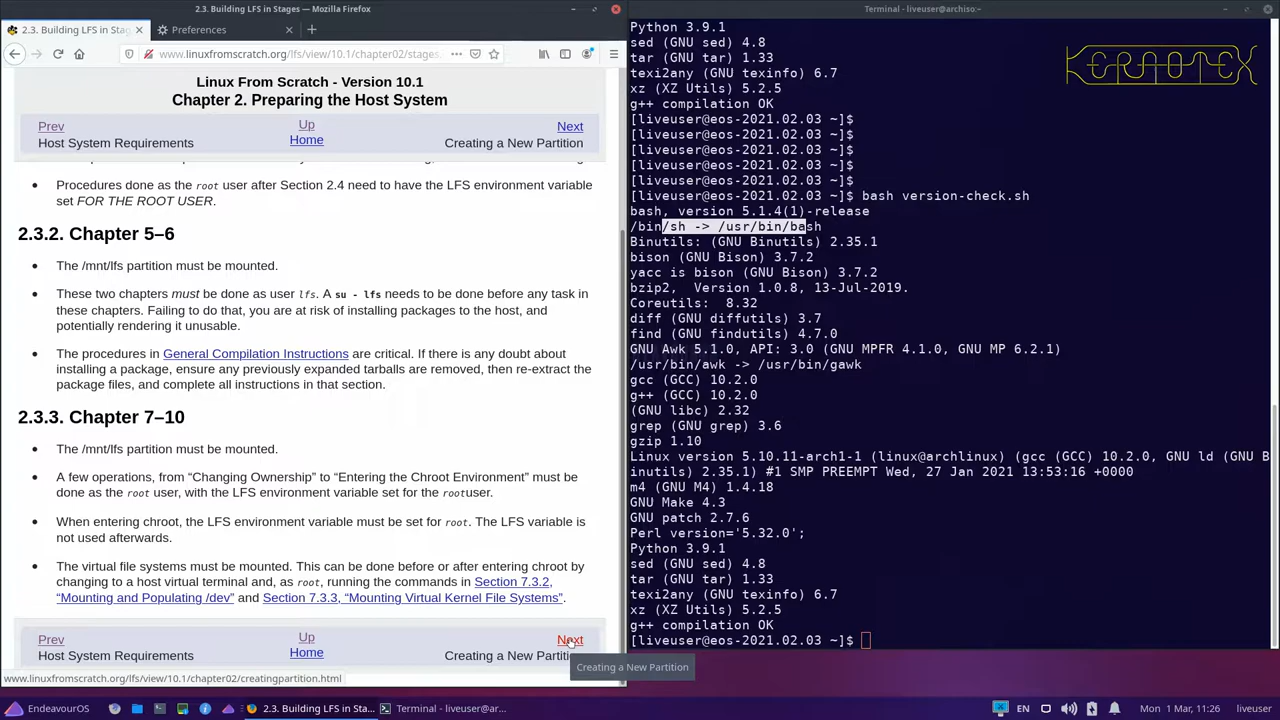 2.3. Building LFS in Stages — Mozilla Firefox
2.3. Building LFS in Stag
Preferences
www.linuxfromscratch.org/lfs/view/10.1/chapter02/stages.
Linux From Scratch - Version 10.1
Chapter 2. Preparing the Host System
Prev
Up
Next
Host System Requirements
Home
Creating a New Partition
Procedures done as the root user after Section 2.4 need to have the LFS environment variable
set FOR THE ROOT USER.
2.3.2. Chapter 5–6
The /mnt/lfs partition must be mounted.
These two chapters must be done as user lfs. A su - lfs needs to be done before any task in
these chapters. Failing to do that, you are at risk of installing packages to the host, and
potentially rendering it unusable.
The procedures in General Compilation Instructions are critical. If there is any doubt about
installing a package, ensure any previously expanded tarballs are removed, then re-extract the
package files, and complete all instructions in that section.
2.3.3. Chapter 7–10
The /mnt/lfs partition must be mounted.
A few operations, from “Changing Ownership” to “Entering the Chroot Environment” must be
done as the root user, with the LFS environment variable set for the rootuser.
When entering chroot, the LFS environment variable must be set for root. The LFS variable is
not used afterwards.
The virtual file systems must be mounted. This can be done before or after entering chroot by
changing to a host virtual terminal and, as root, running the commands in Section 7.3.2,
“Mounting and Populating /dev” and Section 7.3.3, “Mounting Virtual Kernel File Systems”.
Prev
Up
Next
Host System Requirements
Home
Creating a New Partiti
Creating a New Partition
www.linuxfromscratch.org/lfs/view/10.1/chapter02/creatingpartition.html
Terminal - liveuser@archiso:~
KERAOTEX
Python 3.9.1
sed (GNU sed) 4.8
tar (GNU tar) 1.33
texi2any (GNU texinfo) 6.7
xz (XZ Utils) 5.2.5
g++ compilation OK
[liveuser@eos-2021.02.03 ~]$
[liveuser@eos-2021.02.03 ~]$
[liveuser@eos-2021.02.03 ~]$
[liveuser@eos-2021.02.03 ~]$
[liveuser@eos-2021.02.03 ~]$
[liveuser@eos-2021.02.03 ~]$ bash version-check.sh
bash, version 5.1.4(1)-release
/bin/sh -> /usr/bin/bash
Binutils: (GNU Binutils) 2.35.1
bison (GNU Bison) 3.7.2
yacc is bison (GNU Bison) 3.7.2
bzip2,  Version 1.0.8, 13-Jul-2019.
Coreutils:  8.32
diff (GNU diffutils) 3.7
find (GNU findutils) 4.7.0
GNU Awk 5.1.0, API: 3.0 (GNU MPFR 4.1.0, GNU MP 6.2.1)
/usr/bin/awk -> /usr/bin/gawk
gcc (GCC) 10.2.0
g++ (GCC) 10.2.0
(GNU libc) 2.32
grep (GNU grep) 3.6
gzip 1.10
Linux version 5.10.11-arch1-1 (linux@archlinux) (gcc (GCC) 10.2.0, GNU ld (GNU B
inutils) 2.35.1) #1 SMP PREEMPT Wed, 27 Jan 2021 13:53:16 +0000
m4 (GNU M4) 1.4.18
GNU Make 4.3
GNU patch 2.7.6
Perl version='5.32.0';
Python 3.9.1
sed (GNU sed) 4.8
tar (GNU tar) 1.33
texi2any (GNU texinfo) 6.7
xz (XZ Utils) 5.2.5
g++ compilation OK
[liveuser@eos-2021.02.03 ~]$
EndeavourOS
2.3. Building LFS in Sta...
Terminal - liveuser@ar...
EN
Mon 1 Mar, 11:26
liveuser